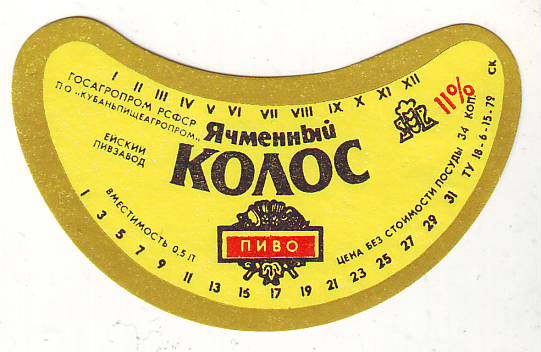 I II III IV V VI VII VIII IX X XI XII
ГОСАГРОПРОМ РСФСР
ПО „КУБАНЬПИЩЕАГРОПРОМ"
ЕЙСКИЙ
ПИВЗАВОД
Ячменный
КОЛОС
11%
ПИВО
ВМЕСТИМОСТЬ 0,5 Л
ЦЕНА БЕЗ СТОИМОСТИ ПОСУДЫ 34 КОП.
1 3 5 7 9 11 13 15 17 19 21 23 25 27 29 31 ТУ 18-6-15-79 СК